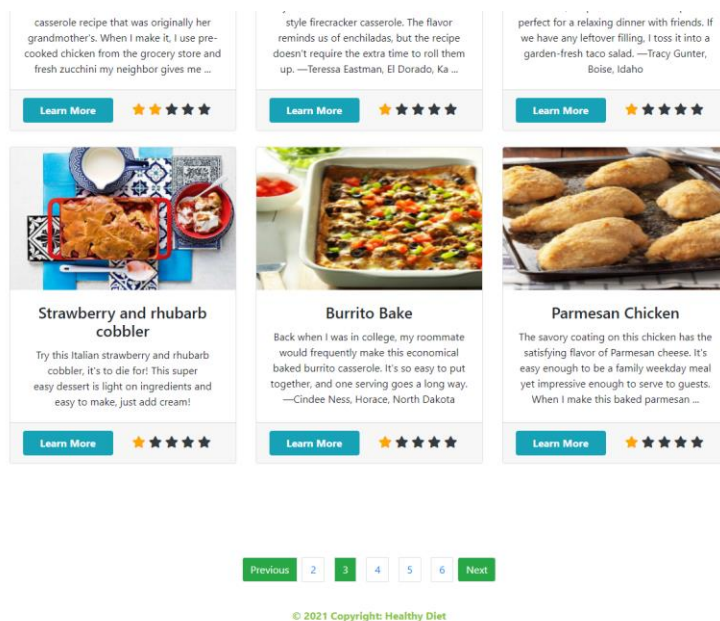 casserole recipe that was originally her
grandmother's. When I make it, I use pre-
cooked chicken from the grocery store and
fresh zucchini my neighbor gives me ...
Learn More
style firecracker casserole. The flavor
reminds us of enchiladas, but the recipe
doesn't require the extra time to roll them
up. —Teressa Eastman, El Dorado, Ka ...
Learn More
perfect for a relaxing dinner with friends. If
we have any leftover filling, I toss it into a
garden-fresh taco salad. —Tracy Gunter,
Boise, Idaho
Learn More
Strawberry and rhubarb
cobbler
Try this Italian strawberry and rhubarb
cobbler, it's to die for! This super
easy dessert is light on ingredients and
easy to make, just add cream!
Learn More
Burrito Bake
Back when I was in college, my roommate
would frequently make this economical
baked burrito casserole. It's so easy to put
together, and one serving goes a long way.
—Cindee Ness, Horace, North Dakota
Learn More
Parmesan Chicken
The savory coating on this chicken has the
satisfying flavor of Parmesan cheese. It's
easy enough to be a family weekday meal
yet impressive enough to serve to guests.
When I make this baked parmesan ...
Learn More
Previous 2 3 4 5 6 Next
© 2021 Copyright: Healthy Diet